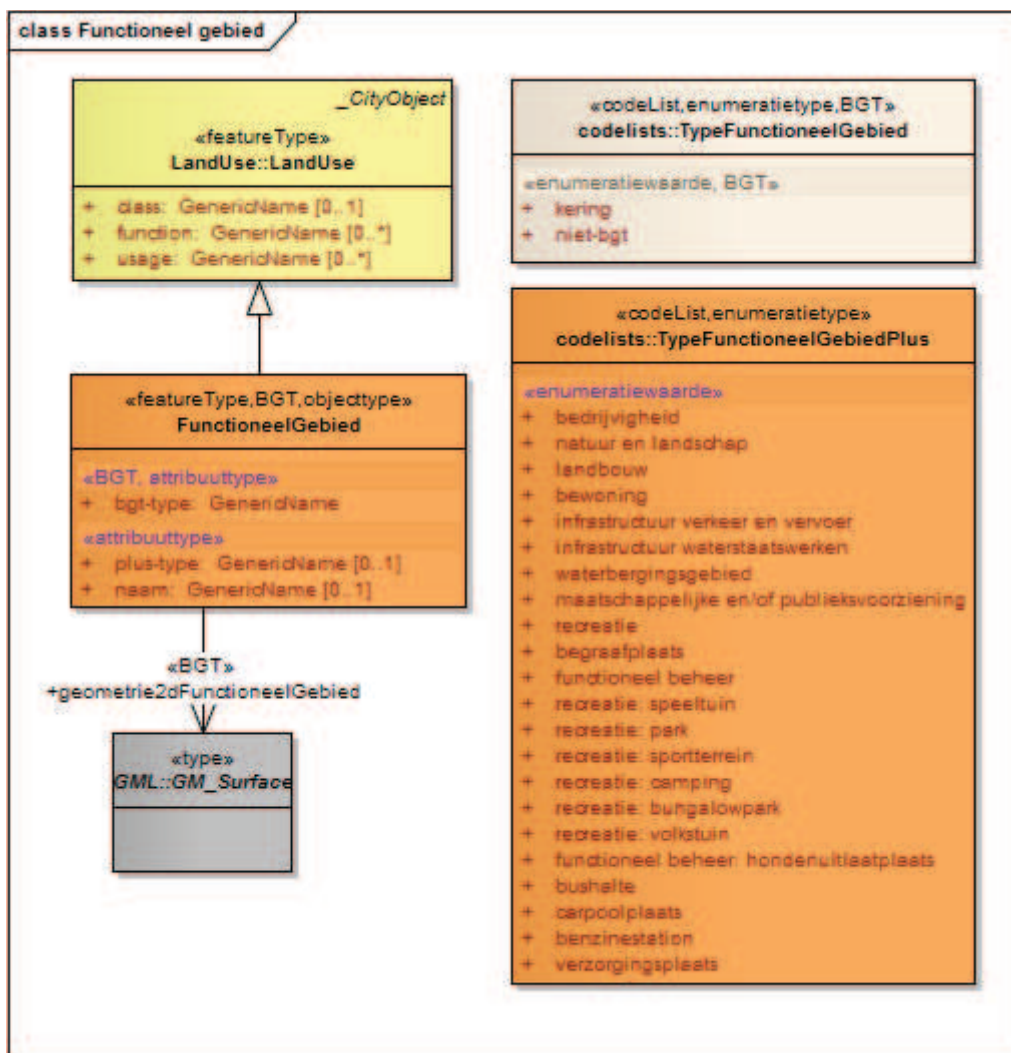 class Functioneel gebied
_CityObject
«featureType»
LandUse::LandUse
+ class: GenericName [0..1]
+ function: GenericName [0..*]
+ usage: GenericName [0..*]
«featureType,BGT,objecttype»
FunctioneelGebied
«BGT, attribuuttype»
+ bgt-type: GenericName
«attribuuttype»
+ plus-type: GenericName [0..1]
+ naam: GenericName [0..1]
«BGT»
+geometrie2dFunctioneelGebied
«type»
GML::GM_Surface
«codeList,enumeratietype,BGT»
codelists::TypeFunctioneelGebied
«enumeratiewaarde, BGT»
+ kering
+ niet-bgt
«codeList,enumeratietype»
codelists::TypeFunctioneelGebiedPlus
«enumeratiewaarde»
+ bedrijvigheid
+ natuur en landschap
+ landbouw
+ bewoning
+ infrastructuur verkeer en vervoer
+ infrastructuur waterstaatswerken
+ waterbergingsgebied
+ maatschappelijke en/of publieksvoorziening
+ recreatie
+ begraafplaats
+ functioneel beheer
+ recreatie: speeltuin
+ recreatie: park
+ recreatie: sportterrein
+ recreatie: camping
+ recreatie: bungalowpark
+ recreatie: volkstuin
+ functioneel beheer: hondenuitlaatplaats
+ bushalte
+ carpoolplaats
+ benzinestation
+ verzorgingsplaats